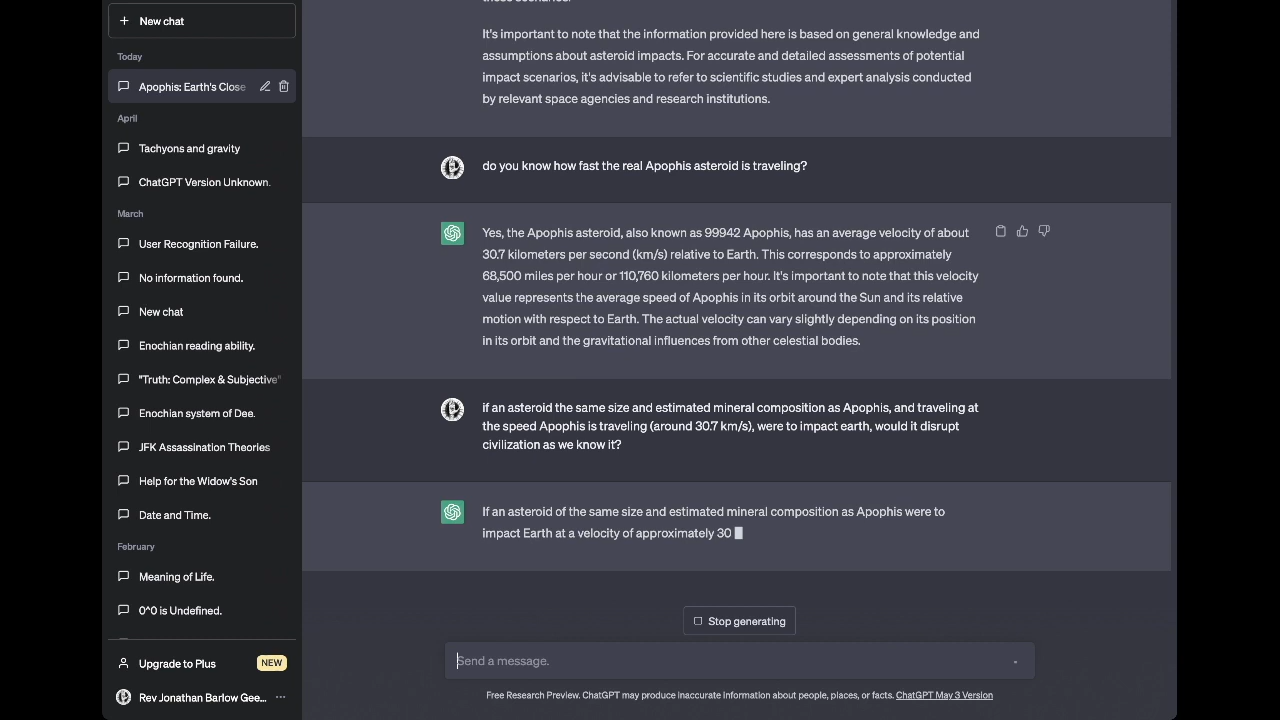 New chat
Today
Apophis: Earth's Close
April
Tachyons and gravity
ChatGPT Version Unknown.
March
User Recognition Failure.
No information found.
New chat
Enochian reading ability.
"Truth: Complex & Subjective"
Enochian system of Dee.
JFK Assassination Theories
Help for the Widow's Son
Date and Time.
February
Meaning of Life.
0^0 is Undefined.
Upgrade to Plus NEW
Rev Jonathan Barlow Gee...
It's important to note that the information provided here is based on general knowledge and
assumptions about asteroid impacts. For accurate and detailed assessments of potential
impact scenarios, it's advisable to refer to scientific studies and expert analysis conducted
by relevant space agencies and research institutions.
do you know how fast the real Apophis asteroid is traveling?
Yes, the Apophis asteroid, also known as 99942 Apophis, has an average velocity of about
30.7 kilometers per second (km/s) relative to Earth. This corresponds to approximately
68,500 miles per hour or 110,760 kilometers per hour. It's important to note that this velocity
value represents the average speed of Apophis in its orbit around the Sun and its relative
motion with respect to Earth. The actual velocity can vary slightly depending on its position
in its orbit and the gravitational influences from other celestial bodies.
if an asteroid the same size and estimated mineral composition as Apophis, and traveling at
the speed Apophis is traveling (around 30.7 km/s), were to impact earth, would it disrupt
civilization as we know it?
If an asteroid of the same size and estimated mineral composition as Apophis were to
impact Earth at a velocity of approximately 30
Stop generating
Send a message.
Free Research Preview. ChatGPT may produce inaccurate information about people, places, or facts. ChatGPT May 3 Version